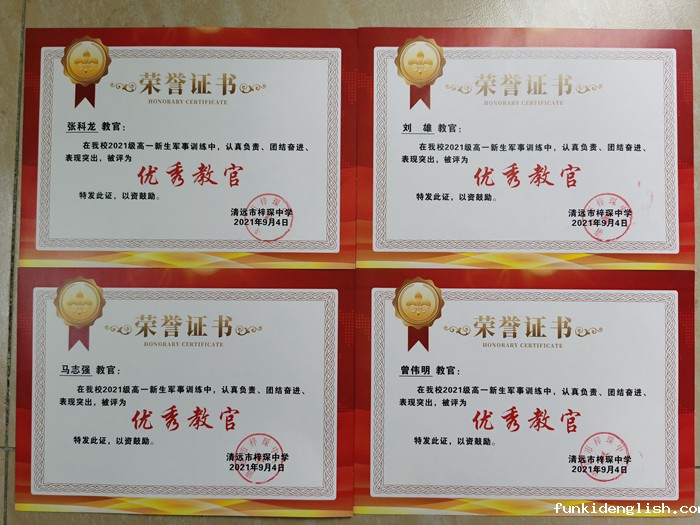 荣誉证书
HONORARY CERTIFICATE
张科龙 教官：
在我校2021级高一新生军事训练中，认真负责、团结奋进、
表现突出，被评为
优秀教官
特发此证，以资鼓励。
清远市梓琛中学
2021年9月4日
荣誉证书
HONORARY CERTIFICATE
刘 雄 教官：
在我校2021级高一新生军事训练中，认真负责、团结奋进、
表现突出，被评为
优秀教官
特发此证，以资鼓励。
清远市梓琛中学
2021年9月4日
荣誉证书
HONORARY CERTIFICATE
马志强 教官：
在我校2021级高一新生军事训练中，认真负责、团结奋进、
表现突出，被评为
优秀教官
特发此证，以资鼓励。
清远市梓琛中学
2021年9月4日
荣誉证书
HONORARY CERTIFICATE
曾伟明 教官：
在我校2021级高一新生军事训练中，认真负责、团结奋进、
表现突出，被评为
优秀教官
特发此证，以资鼓励。
清远市梓琛中学
2021年9月4日
funkidenglish.co